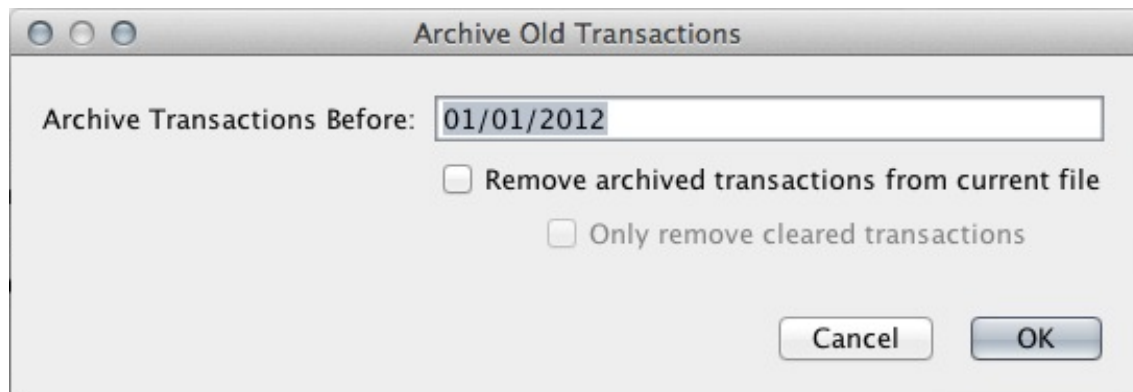 Archive Old Transactions
Archive Transactions Before: 01/01/2012
Remove archived transactions from current file
Only remove cleared transactions
Cancel OK